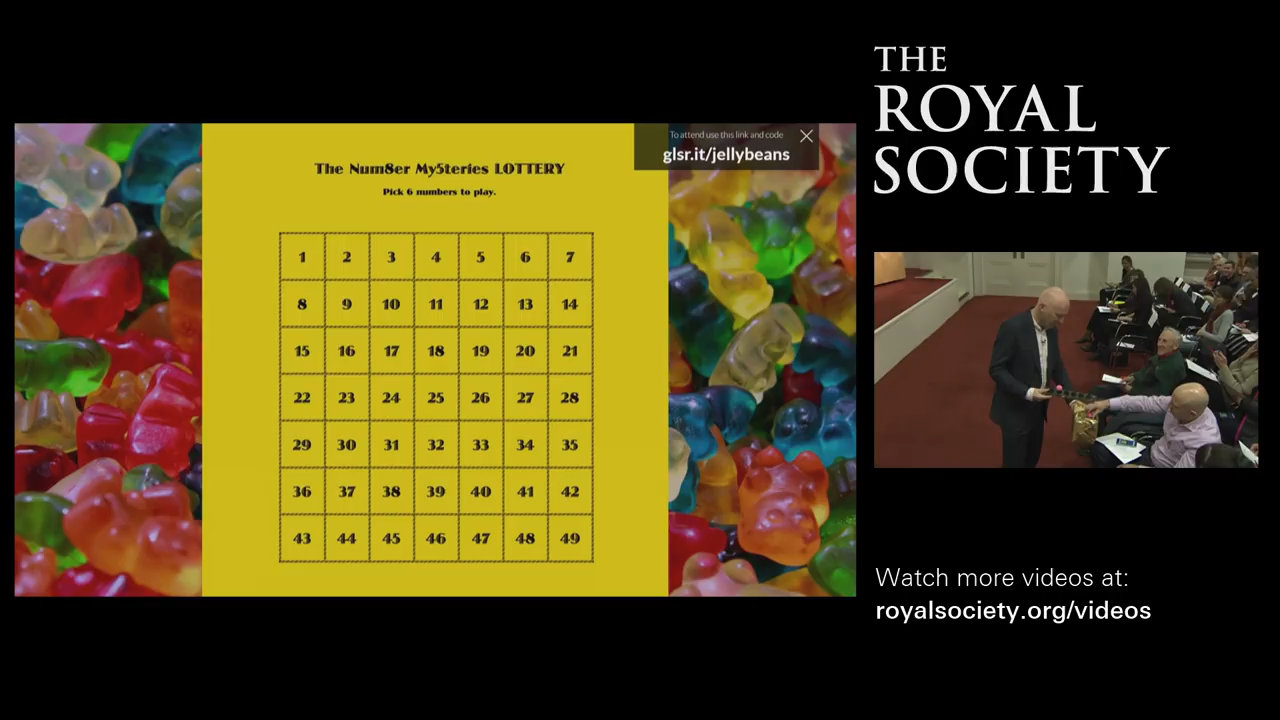 The Num8er My5teries LOTTERY
Pick 6 numbers to play.
1 2 3 4 5 6 7
8 9 10 11 12 13 14
15 16 17 18 19 20 21
22 23 24 25 26 27 28
29 30 31 32 33 34 35
36 37 38 39 40 41 42
43 44 45 46 47 48 49
To attend use this link and code
glsr.it/jellybeans
THE
ROYAL
SOCIETY
Watch more videos at:
royalsociety.org/videos